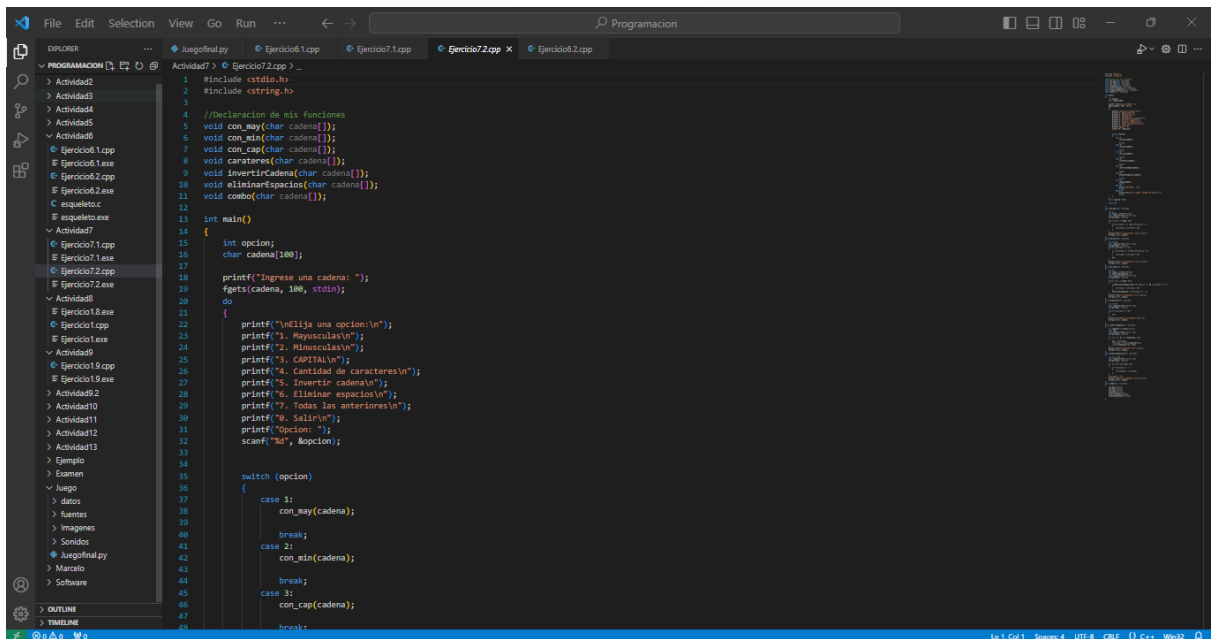 File Edit Selection View Go Run ··· Programacion
EXPLORER ···
PROGRAMACION
Actividad2
Actividad3
Actividad4
Actividad5
Actividad6
Ejercicio6.1.cpp
Ejercicio6.1.exe
Ejercicio6.2.cpp
Ejercicio6.2.exe
esqueleto.c
esqueleto.exe
Actividad7
Ejercicio7.1.cpp
Ejercicio7.1.exe
Ejercicio7.2.cpp
Ejercicio7.2.exe
Actividad8
Ejercicio1.8.exe
Ejercicio1.cpp
Ejercicio1.exe
Actividad9
Ejercicio1.9.cpp
Ejercicio1.9.exe
Actividad9.2
Actividad10
Actividad11
Actividad12
Actividad13
Ejemplo
Examen
Juego
datos
fuentes
Imagenes
Sonidos
Juegofinal.py
Marcelo
Software
OUTLINE
TIMELINE
Juegofinal.py Ejercicio6.1.cpp Ejercicio7.1.cpp Ejercicio7.2.cpp Ejercicio6.2.cpp
Actividad7 > Ejercicio7.2.cpp > ...
1 #include <stdio.h>
2 #include <string.h>
3
4 //Declaracion de mis funciones
5 void con_may(char cadena[]);
6 void con_min(char cadena[]);
7 void con_cap(char cadena[]);
8 void carateres(char cadena[]);
9 void invertirCadena(char cadena[]);
10 void eliminarEspacios(char cadena[]);
11 void combo(char cadena[]);
12
13 int main()
14 {
15 int opcion;
16 char cadena[100];
17
18 printf("Ingrese una cadena: ");
19 fgets(cadena, 100, stdin);
20 do
21 {
22 printf("\nElija una opcion:\n");
23 printf("1. Mayusculas\n");
24 printf("2. Minusculas\n");
25 printf("3. CAPITAL\n");
26 printf("4. Cantidad de caracteres\n");
27 printf("5. Invertir cadena\n");
28 printf("6. Eliminar espacios\n");
29 printf("7. Todas las anteriores\n");
30 printf("0. Salir\n");
31 printf("Opcion: ");
32 scanf("%d", &opcion);
33
34
35 switch (opcion)
36 {
37 case 1:
38 con_may(cadena);
39
40 break;
41 case 2:
42 con_min(cadena);
43
44 break;
45 case 3:
46 con_cap(cadena);
47
48 break;
0 0 0 Ln 1, Col 1 Spaces: 4 UTF-8 CRLF {} C++ Win32